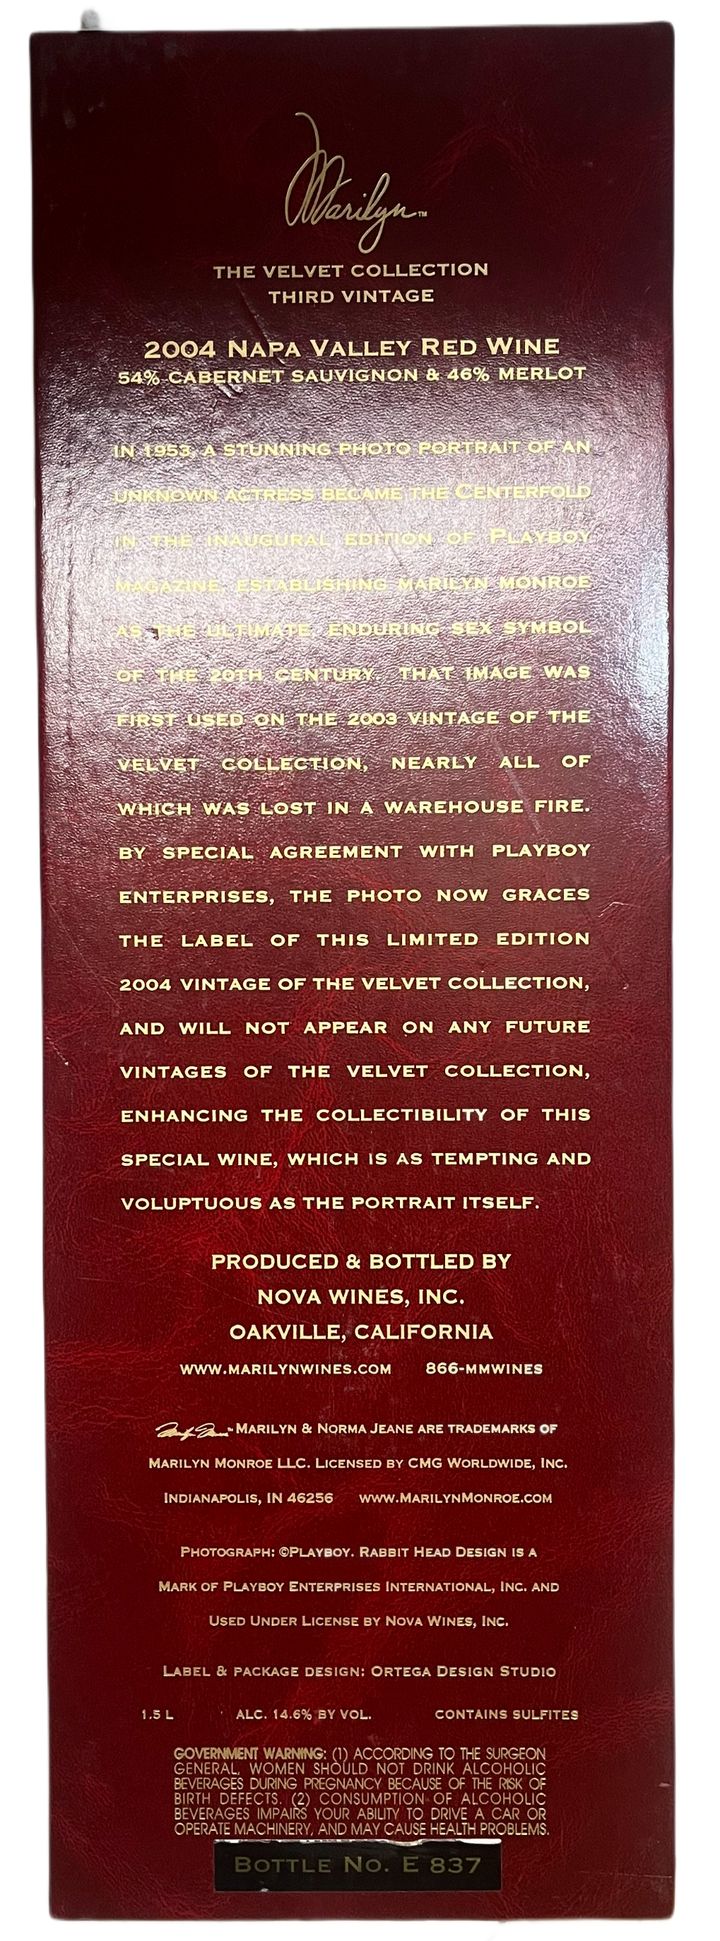 Marilyn™
THE VELVET COLLECTION
THIRD VINTAGE
2004 NAPA VALLEY RED WINE
54% CABERNET SAUVIGNON & 46% MERLOT
IN 1953, A STUNNING PHOTO PORTRAIT OF AN
UNKNOWN ACTRESS BECAME THE CENTERFOLD
IN THE INAUGURAL EDITION OF PLAYBOY
MAGAZINE, ESTABLISHING MARILYN MONROE
AS THE ULTIMATE, ENDURING SEX SYMBOL
OF THE 20TH CENTURY. THAT IMAGE WAS
FIRST USED ON THE 2003 VINTAGE OF THE
VELVET COLLECTION, NEARLY ALL OF
WHICH WAS LOST IN A WAREHOUSE FIRE.
BY SPECIAL AGREEMENT WITH PLAYBOY
ENTERPRISES, THE PHOTO NOW GRACES
THE LABEL OF THIS LIMITED EDITION
2004 VINTAGE OF THE VELVET COLLECTION,
AND WILL NOT APPEAR ON ANY FUTURE
VINTAGES OF THE VELVET COLLECTION,
ENHANCING THE COLLECTIBILITY OF THIS
SPECIAL WINE, WHICH IS AS TEMPTING AND
VOLUPTUOUS AS THE PORTRAIT ITSELF.
PRODUCED & BOTTLED BY
NOVA WINES, INC.
OAKVILLE, CALIFORNIA
WWW.MARILYNWINES.COM 866-MMWINES
MARILYN & NORMA JEANE ARE TRADEMARKS OF
MARILYN MONROE LLC. LICENSED BY CMG WORLDWIDE, INC.
INDIANAPOLIS, IN 46256 WWW.MARILYNMONROE.COM
PHOTOGRAPH: ©PLAYBOY. RABBIT HEAD DESIGN IS A
MARK OF PLAYBOY ENTERPRISES INTERNATIONAL, INC. AND
USED UNDER LICENSE BY NOVA WINES, INC.
LABEL & PACKAGE DESIGN: ORTEGA DESIGN STUDIO
1.5 L ALC. 14.6% BY VOL. CONTAINS SULFITES
GOVERNMENT WARNING: (1) ACCORDING TO THE SURGEON
GENERAL, WOMEN SHOULD NOT DRINK ALCOHOLIC
BEVERAGES DURING PREGNANCY BECAUSE OF THE RISK OF
BIRTH DEFECTS. (2) CONSUMPTION OF ALCOHOLIC
BEVERAGES IMPAIRS YOUR ABILITY TO DRIVE A CAR OR
OPERATE MACHINERY, AND MAY CAUSE HEALTH PROBLEMS.
BOTTLE NO. E 837